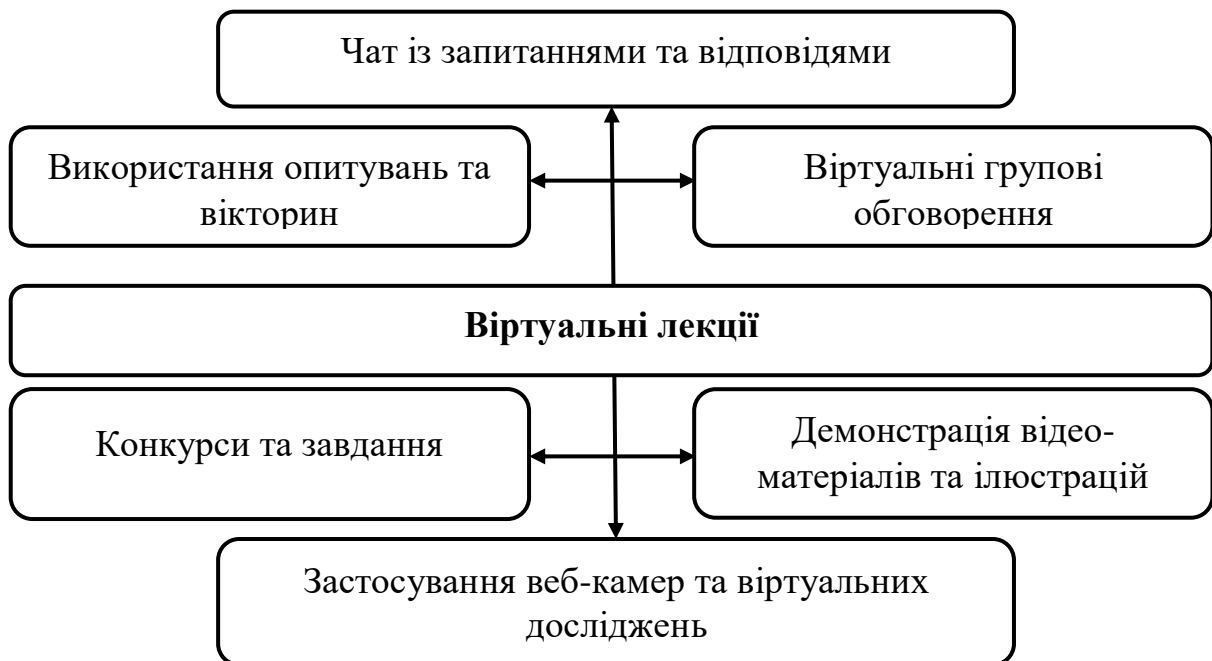 Чат із запитаннями та відповідями
Використання опитувань та
вікторин
Віртуальні групові
обговорення
Віртуальні лекції
Конкурси та завдання
Демонстрація відео-
матеріалів та ілюстрацій
Застосування веб-камер та віртуальних
досліджень